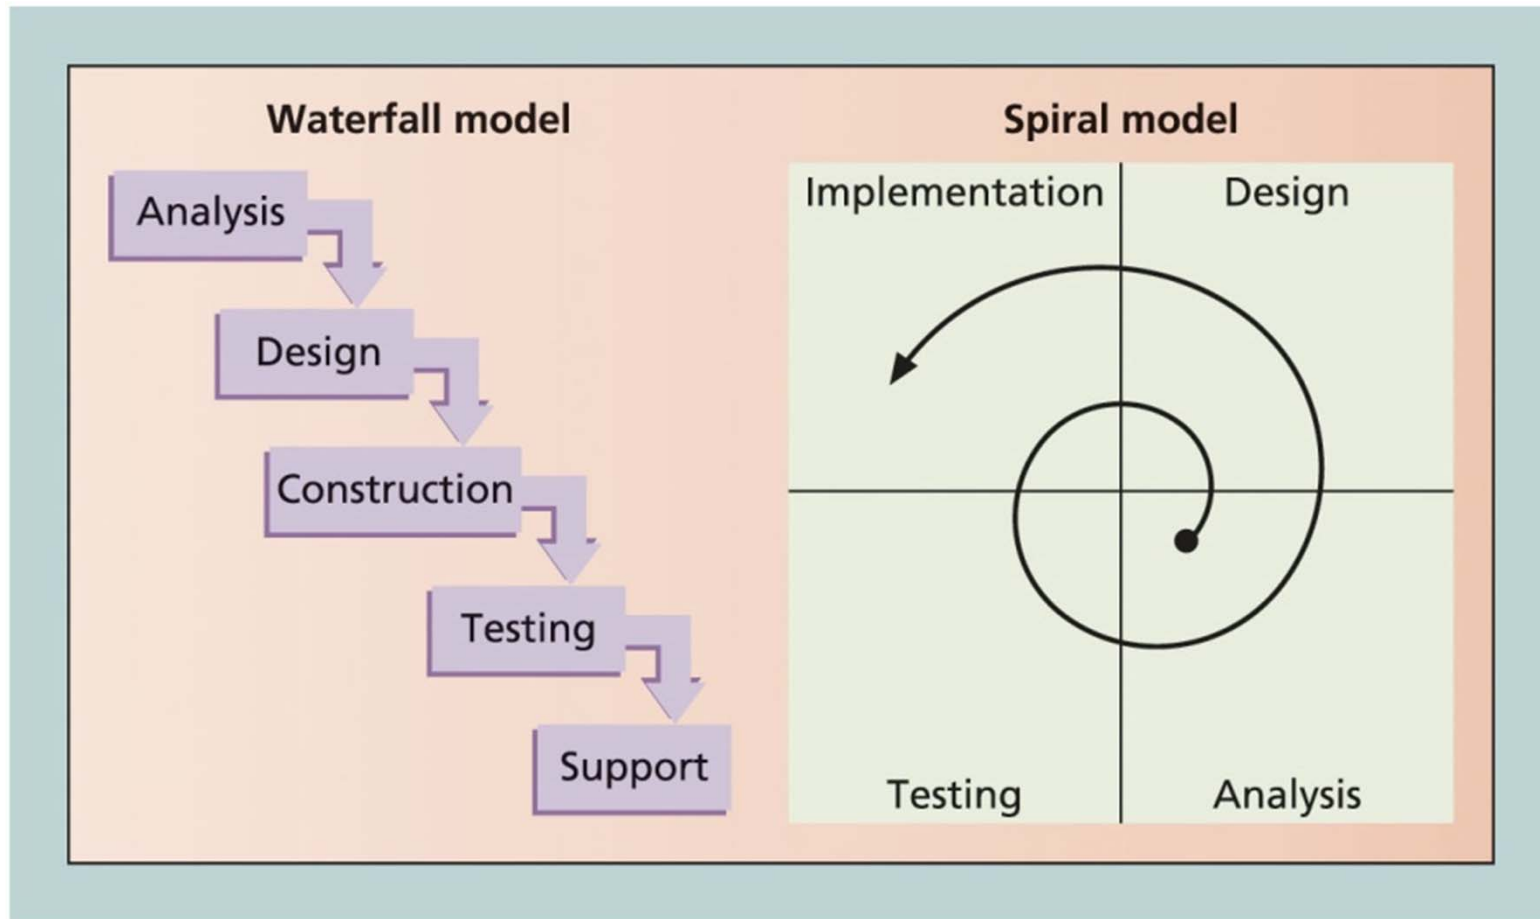 Waterfall model
Analysis
Design
Construction
Testing
Support
Spiral model
Implementation
Design
Testing
Analysis